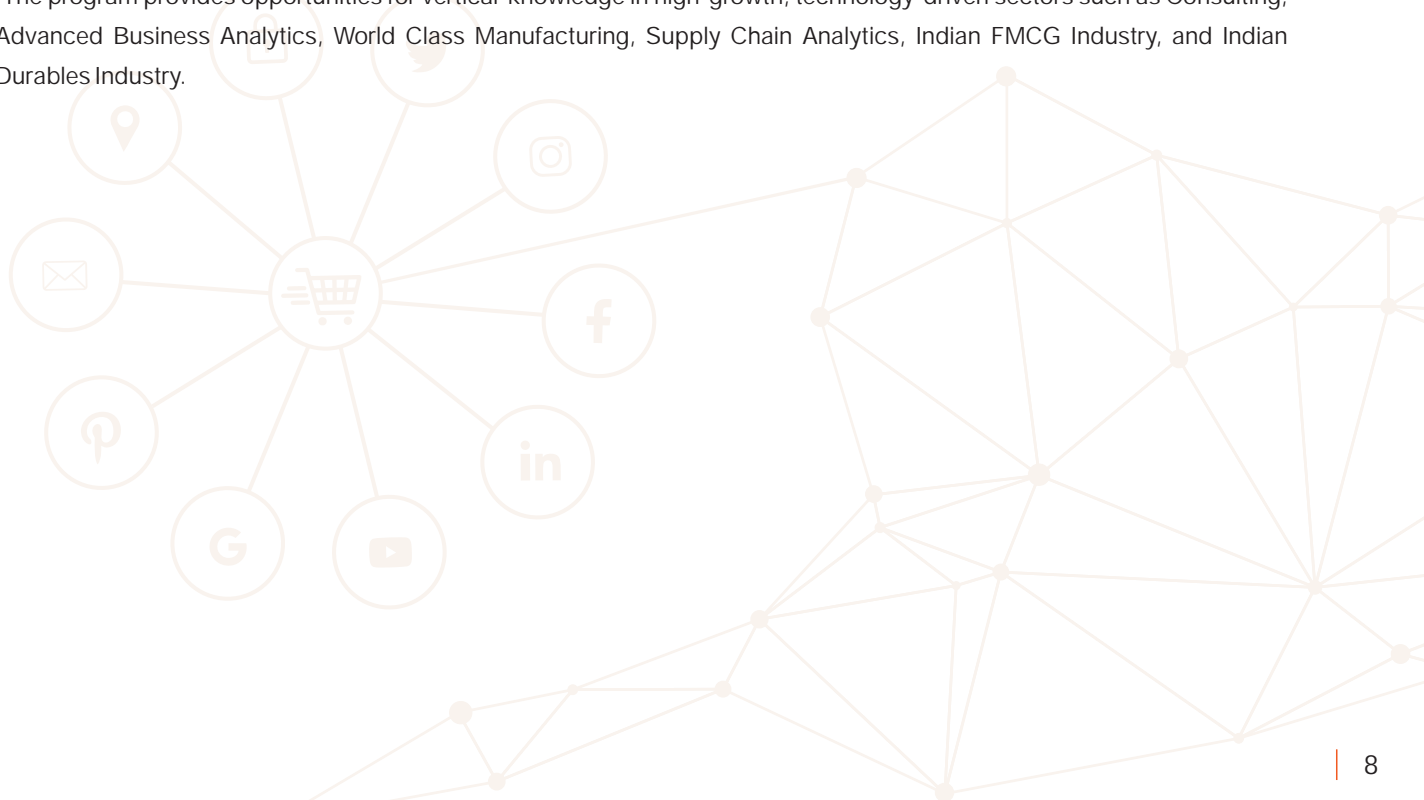 The program provides opportunities for vertical knowledge in high-growth, technology-driven sectors such as Consulting,
Advanced Business Analytics, World Class Manufacturing, Supply Chain Analytics, Indian FMCG Industry, and Indian
Durables Industry.
in
8